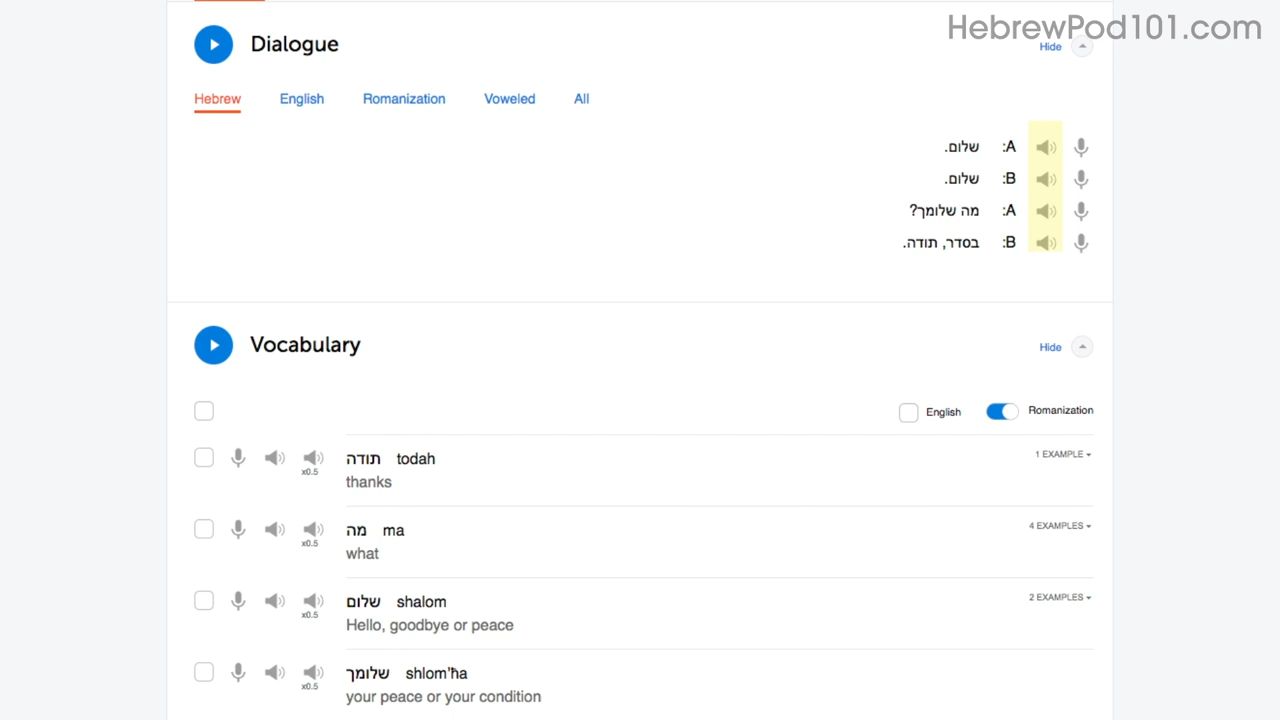 HebrewPod101.com
Dialogue
Hide
Hebrew English Romanization Voweled All
A: שלום.
B: שלום.
A: מה שלומך?
B: בסדר, תודה.
Vocabulary
Hide
English Romanization
תודה todah
1 EXAMPLE
x0.5
thanks
מה ma
4 EXAMPLES
x0.5
what
שלום shalom
2 EXAMPLES
x0.5
Hello, goodbye or peace
שלומך shlom'ħa
x0.5
your peace or your condition